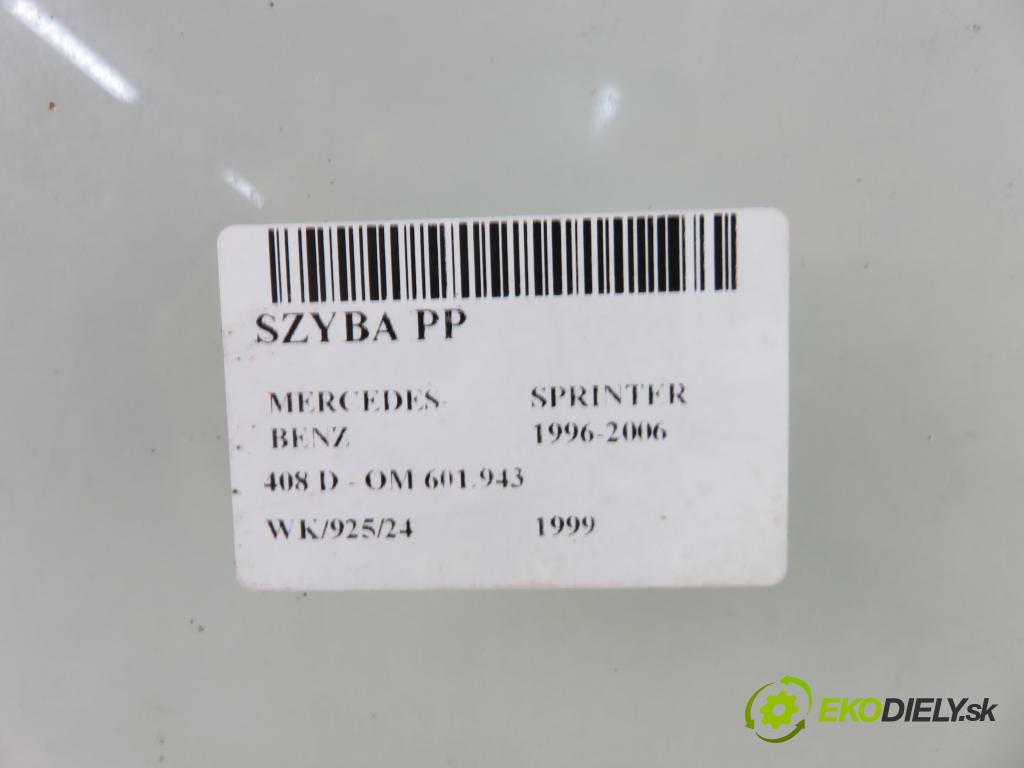 SZYBA PP
MERCEDES-
BENZ
SPRINTER
1996-2006
408 D - OM 601.943
WK/925/24 1999
EKODIELY.sk